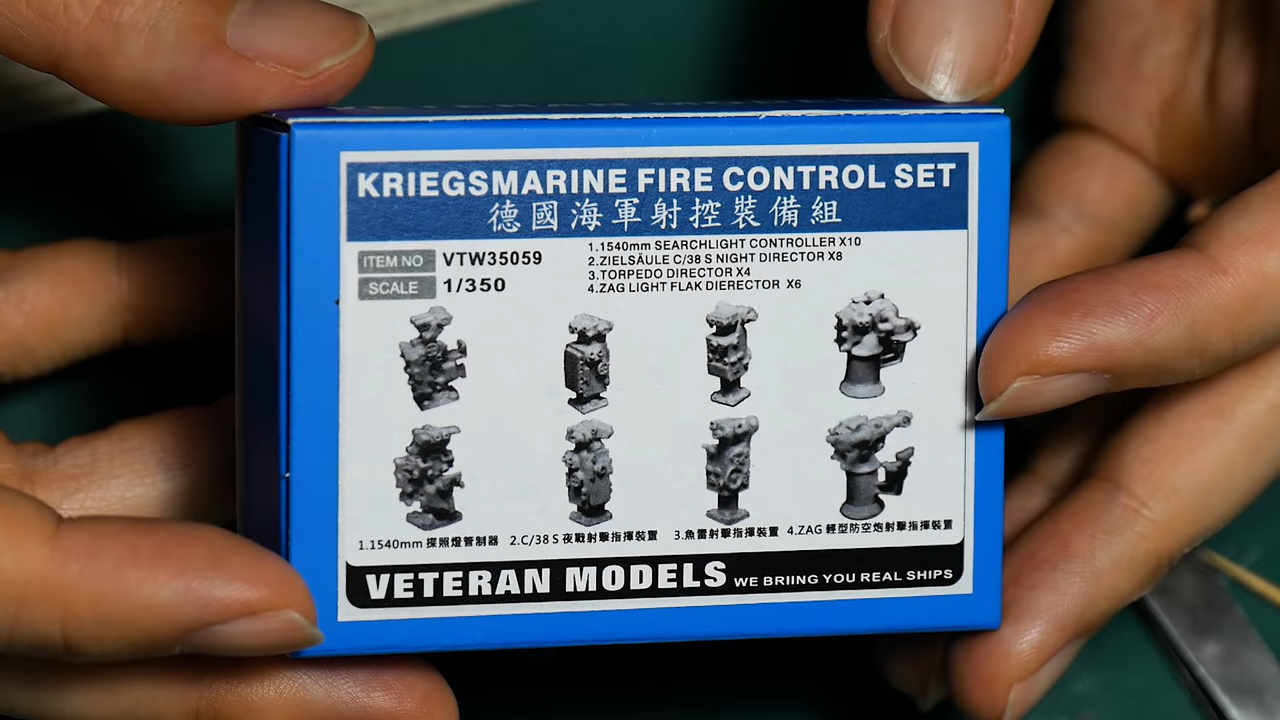 KRIEGSMARINE FIRE CONTROL SET
德國海軍射控裝備組
ITEM NO VTW35059
SCALE 1/350
1.1540mm SEARCHLIGHT CONTROLLER X10
2.ZIELSÄULE C/38 S NIGHT DIRECTOR X8
3.TORPEDO DIRECTOR X4
4.ZAG LIGHT FLAK DIERECTOR X6
1.1540mm 探照燈管制器 2.C/38 S 夜戰射擊指揮裝置 3.魚雷射擊指揮裝置 4.ZAG 輕型防空炮射擊指揮裝置
VETERAN MODELS WE BRIING YOU REAL SHIPS